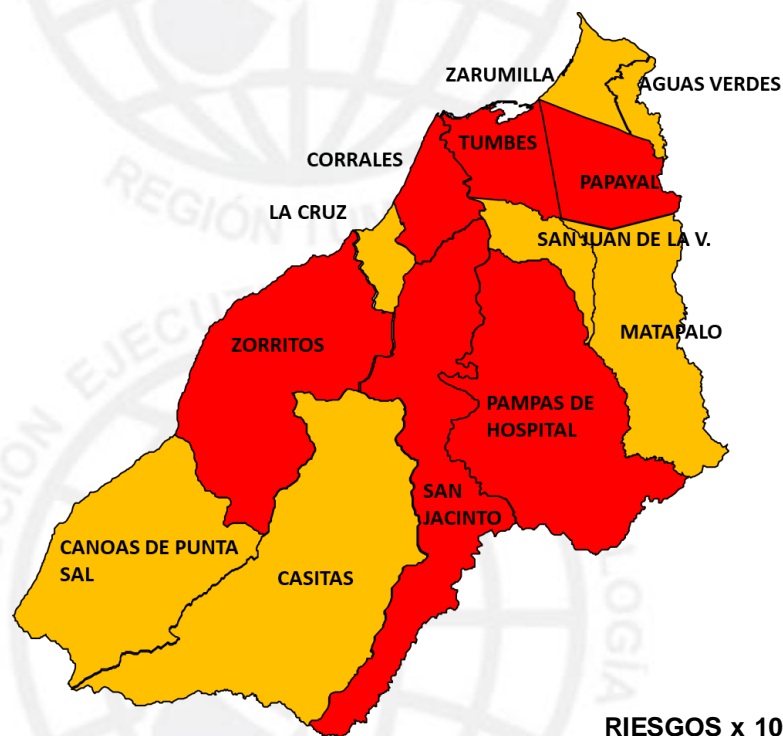 ZARUMILLA
AGUAS VERDES
TUMBES
CORRALES
PAPAYAL
LA CRUZ
SAN JUAN DE LA V.
MATAPALO
ZORRITOS
PAMPAS DE
HOSPITAL
SAN
JACINTO
CANOAS DE PUNTA
SAL
CASITAS
RIESGOS x 10